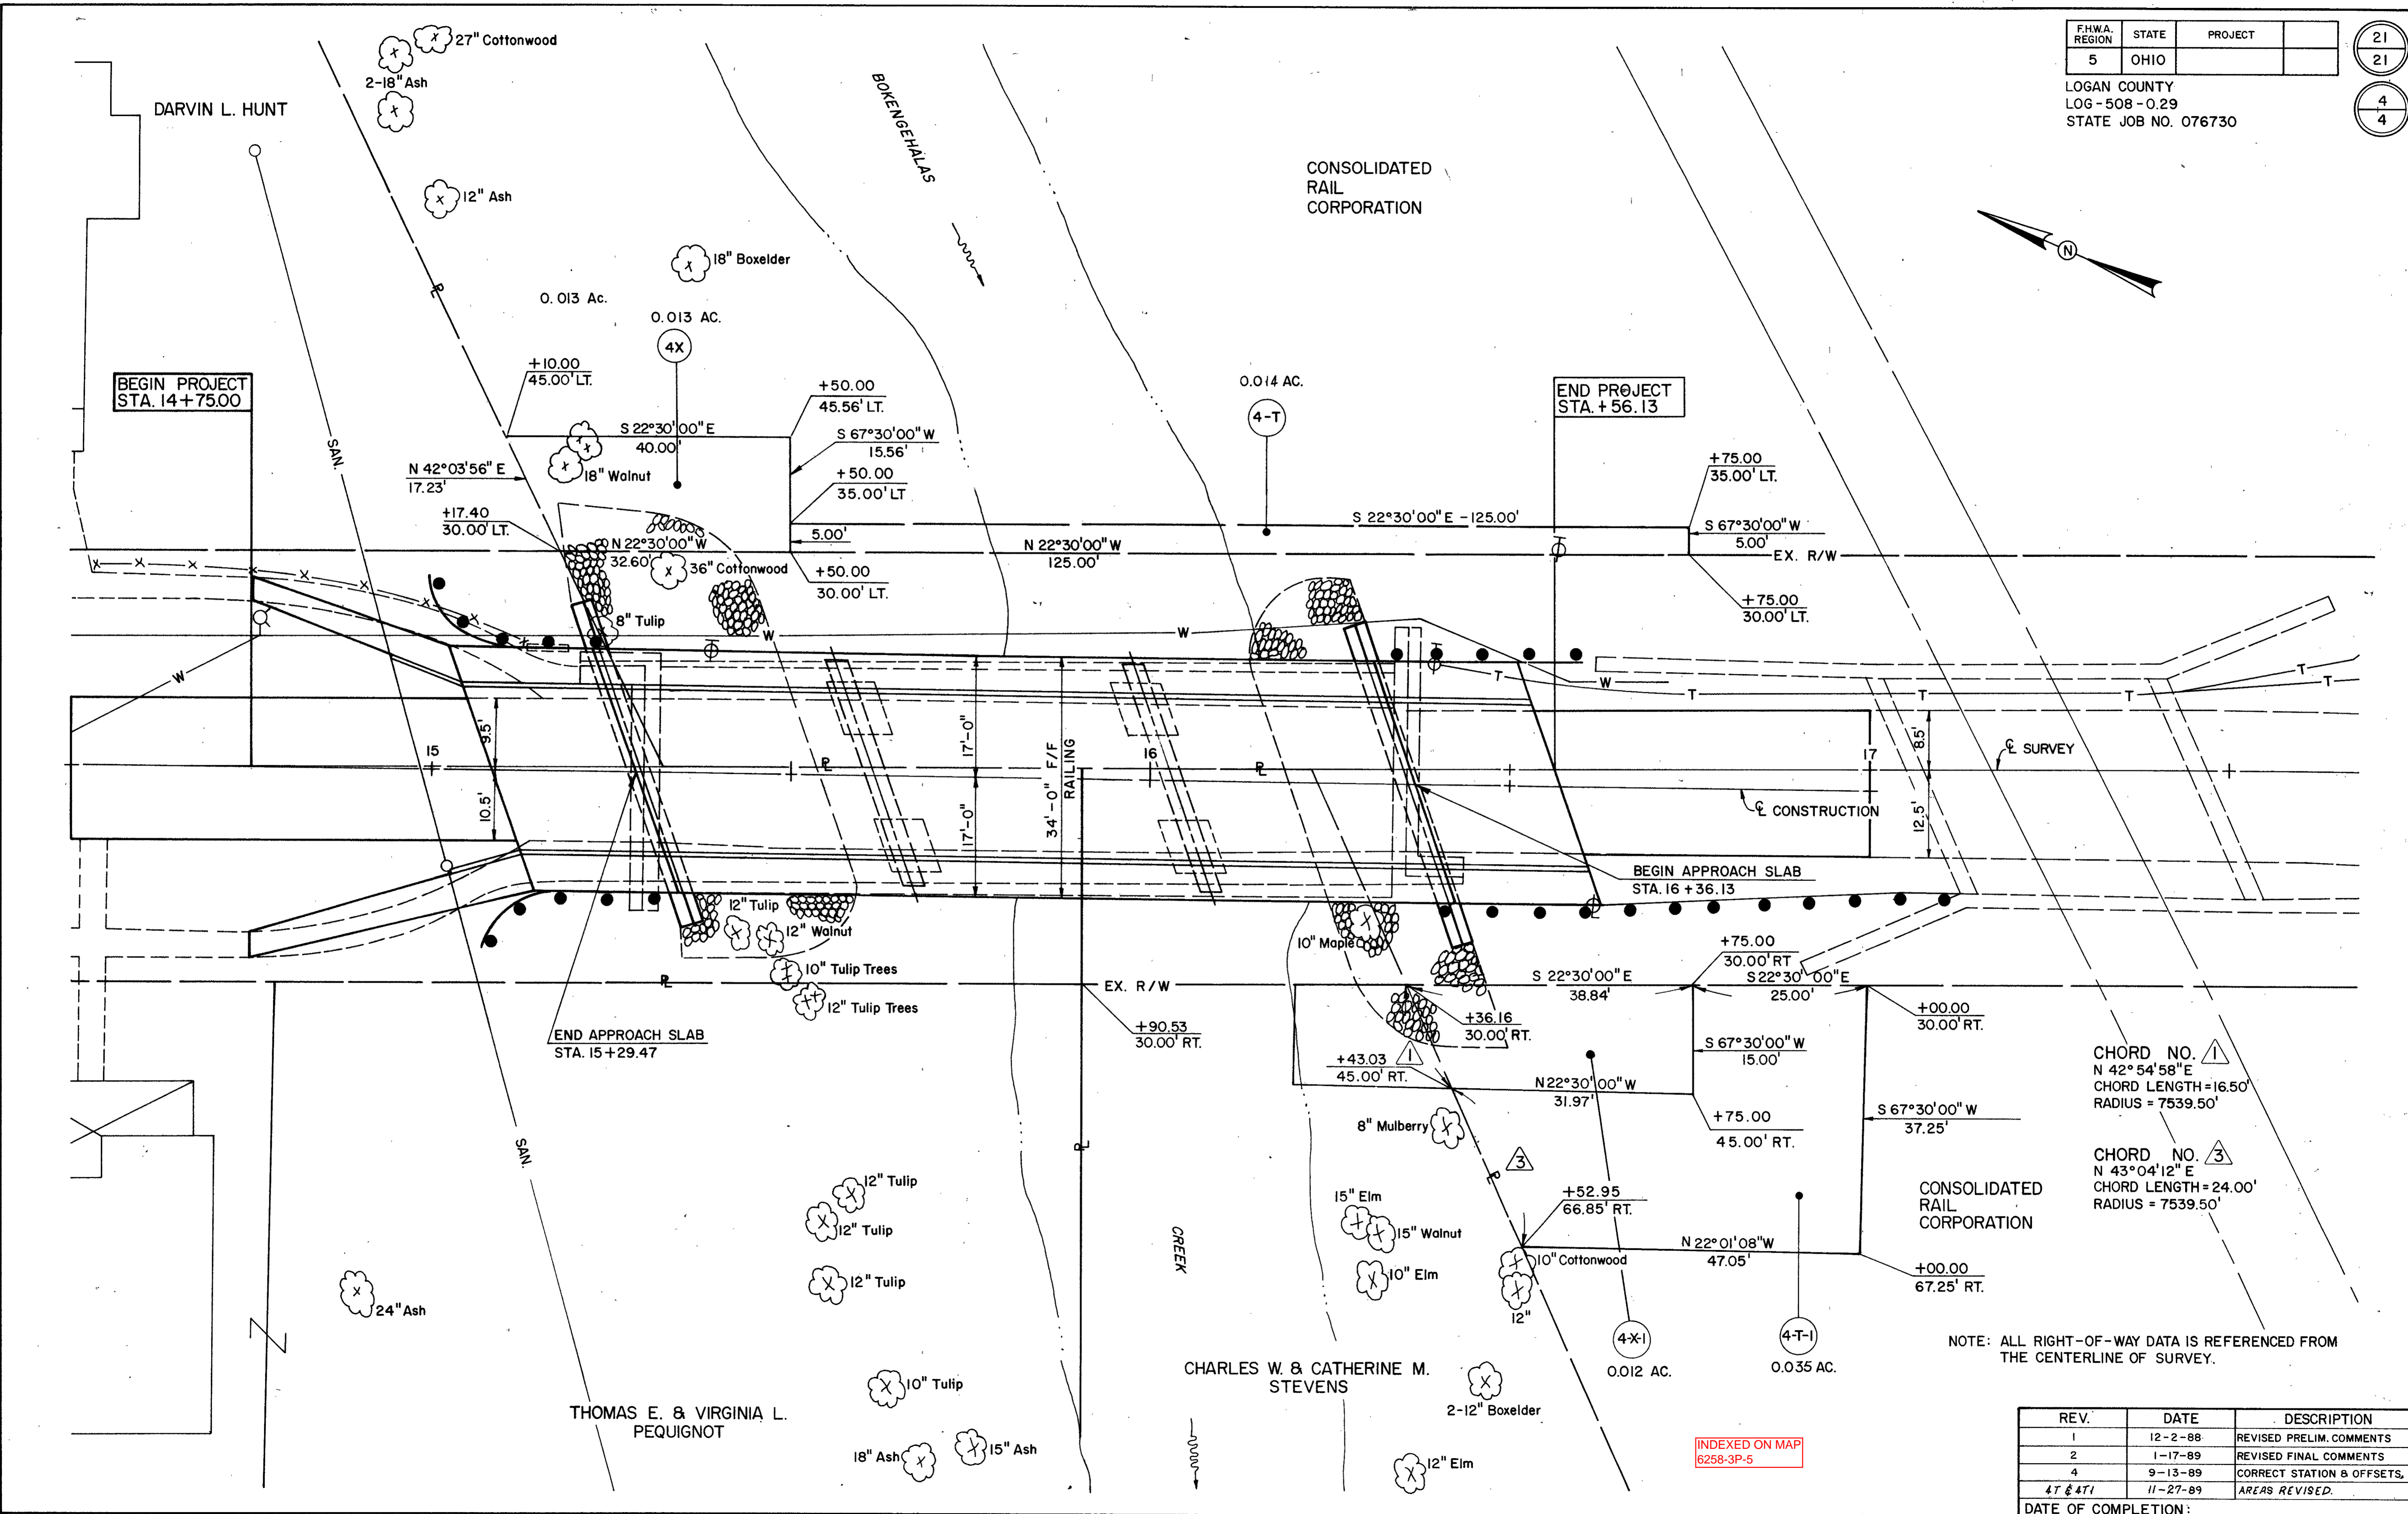 F.H.W.A. REGION STATE PROJECT
5 OHIO
21
21
LOGAN COUNTY
LOG-508-0.29
STATE JOB NO. 076730
4
4
27" Cottonwood
2-18" Ash
DARVIN L. HUNT
12" Ash
18" Boxelder
BOKENGEHALAS
CONSOLIDATED
RAIL
CORPORATION
N
0.013 Ac.
0.013 AC.
4X
BEGIN PROJECT
STA. 14+75.00
+10.00
45.00' LT.
+50.00
45.56' LT.
0.014 AC.
4-T
END PROJECT
STA. +56.13
SAN.
S 22°30'00" E
40.00'
S 67°30'00" W
15.56'
N 42°03'56" E
17.23'
18" Walnut
+50.00
35.00' LT
+75.00
35.00' LT.
+17.40
30.00' LT.
S 22°30'00" E -125.00'
S 67°30'00" W
5.00'
5.00'
N 22°30'00" W
32.60'
N 22°30'00" W
125.00'
EX. R/W
36" Cottonwood
+50.00
30.00' LT.
+75.00
30.00' LT.
8" Tulip
W
W
W
W
T
T
T
T
T
T
15
16
17
9.5'
10.5'
17'-0"
17'-0"
34'-0" F/F
RAILING
8.5'
12.5'
℄ SURVEY
℄ CONSTRUCTION
BEGIN APPROACH SLAB
STA. 16+36.13
12" Tulip
12" Walnut
10" Tulip Trees
12" Tulip Trees
10" Maple
EX. R/W
+75.00
30.00' RT
S 22°30'00" E
38.84'
S 22°30'00" E
25.00'
+00.00
30.00' RT.
+36.16
30.00' RT.
+90.53
30.00' RT.
END APPROACH SLAB
STA. 15+29.47
+43.03
45.00' RT.
1
S 67°30'00" W
15.00'
N 22°30'00" W
31.97'
+75.00
45.00' RT.
CHORD NO. 1
N 42°54'58" E
CHORD LENGTH=16.50'
RADIUS = 7539.50'
S 67°30'00" W
37.25'
8" Mulberry
3
CHORD NO. 3
N 43°04'12" E
CHORD LENGTH=24.00'
RADIUS = 7539.50'
SAN.
12" Tulip
12" Tulip
12" Tulip
24" Ash
CREEK
15" Elm
15" Walnut
10" Elm
+52.95
66.85' RT.
CONSOLIDATED
RAIL
CORPORATION
N 22°01'08" W
47.05'
10" Cottonwood
12"
+00.00
67.25' RT.
4-X-1
0.012 AC.
4-T-1
0.035 AC.
NOTE: ALL RIGHT-OF-WAY DATA IS REFERENCED FROM
THE CENTERLINE OF SURVEY.
10" Tulip
THOMAS E. & VIRGINIA L.
PEQUIGNOT
CHARLES W. & CATHERINE M.
STEVENS
2-12" Boxelder
18" Ash
15" Ash
12" Elm
INDEXED ON MAP
6258-3P-5
REV. DATE DESCRIPTION
1 12-2-88 REVISED PRELIM. COMMENTS
2 1-17-89 REVISED FINAL COMMENTS
4 9-13-89 CORRECT STATION & OFFSETS,
4T & 4T1 11-27-89 AREAS REVISED.
DATE OF COMPLETION: